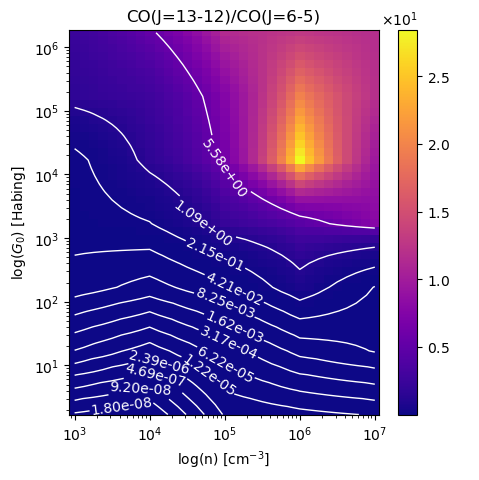 CO(J=13-12)/CO(J=6-5)
×10¹
10⁶
10⁵
10⁴
10³
10²
10¹
log(G₀) [Habing]
5.58e+00
1.09e+00
2.15e-01
4.21e-02
8.25e-03
1.62e-03
3.17e-04
6.22e-05
1.22e-05
2.39e-06
4.69e-07
9.20e-08
1.80e-08
10³
10⁴
10⁵
10⁶
10⁷
log(n) [cm⁻³]
2.5
2.0
1.5
1.0
0.5